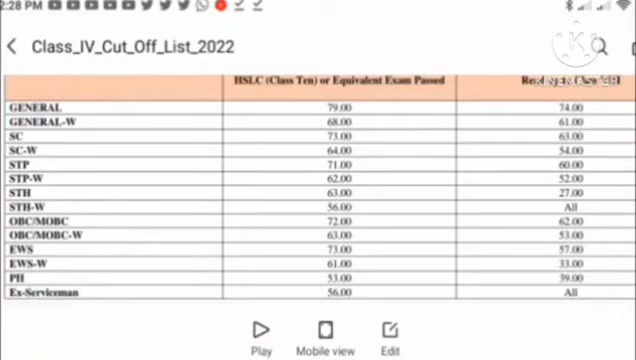 2:28 PM
Class_IV_Cut_Off_List_2022
KINEMASTER
HSLC (Class Ten) or Equivalent Exam Passed
GENERAL 79.00 74.00
GENERAL-W 68.00 61.00
SC 73.00 63.00
SC-W 64.00 54.00
STP 71.00 60.00
STP-W 62.00 52.00
STH 63.00 27.00
STH-W 56.00 All
OBC/MOBC 72.00 62.00
OBC/MOBC-W 63.00 53.00
EWS 73.00 57.00
EWS-W 61.00 33.00
PH 53.00 39.00
Ex-Serviceman 56.00 All
Play Mobile view Edit